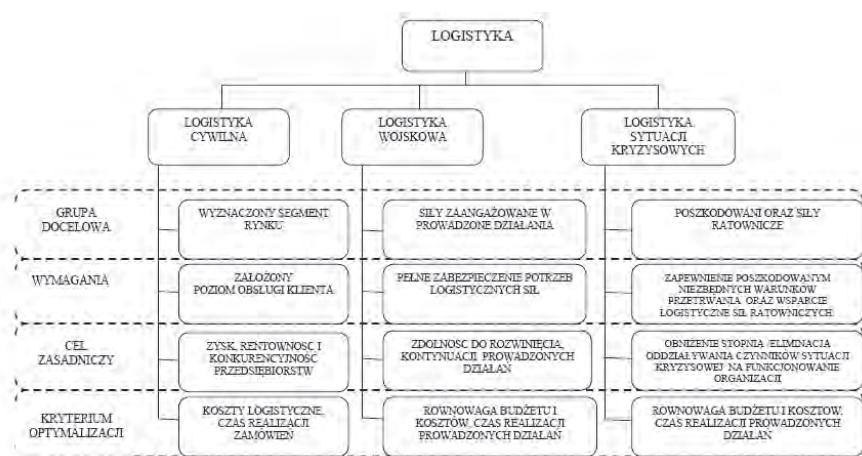 LOGISTYKA
LOGISTYKA
CYWILNA
LOGISTYKA
WOJSKOWA
LOGISTYKA
SYTUACJI
KRYZYSOWYCH
GRUPA
DOCELOWA
WYZNACZONY SEGMENT
RYNKU
SIŁY ZAANGAŻOWANE W
PROWADZONE DZIAŁANIA
POSZKODOWANI ORAZ SIŁY
RATOWNICZE
WYMAGANIA
ZAŁOŻONY
POZIOM OBSŁUGI KLIENTA
PEŁNE ZABEZPIECZENIE POTRZEB
LOGISTYCZNYCH SIŁ
ZAPEWNIENIE POSZKODOWANYM
NIEZBĘDNYCH WARUNKÓW
PRZETRWANIA ORAZ WSPARCIE
LOGISTYCZNE SIŁ RATOWNICZYCH
CEL
ZASADNICZY
ZYSK, RENTOWNOŚĆ I
KONKURENCYJNOŚĆ
PRZEDSIĘBIORSTW
ZDOLNOŚĆ DO ROZWINIĘCIA,
KONTYNUACJI PROWADZONYCH
DZIAŁAŃ
OBNIŻENIE STOPNIA /ELIMINACJA
ODDZIAŁYWANIA CZYNNIKÓW SYTUACJI
KRYZYSOWEJ NA FUNKCJONOWANIE
ORGANIZACJI
KRYTERIUM
OPTYMALIZACJI
KOSZTY LOGISTYCZNE,
CZAS REALIZACJI
ZAMÓWIEŃ
RÓWNOWAGA BUDŻETU I
KOSZTÓW, CZAS REALIZACJI
PROWADZONYCH DZIAŁAŃ
RÓWNOWAGA BUDŻETU I KOSZTÓW,
CZAS REALIZACJI PROWADZONYCH
DZIAŁAŃ